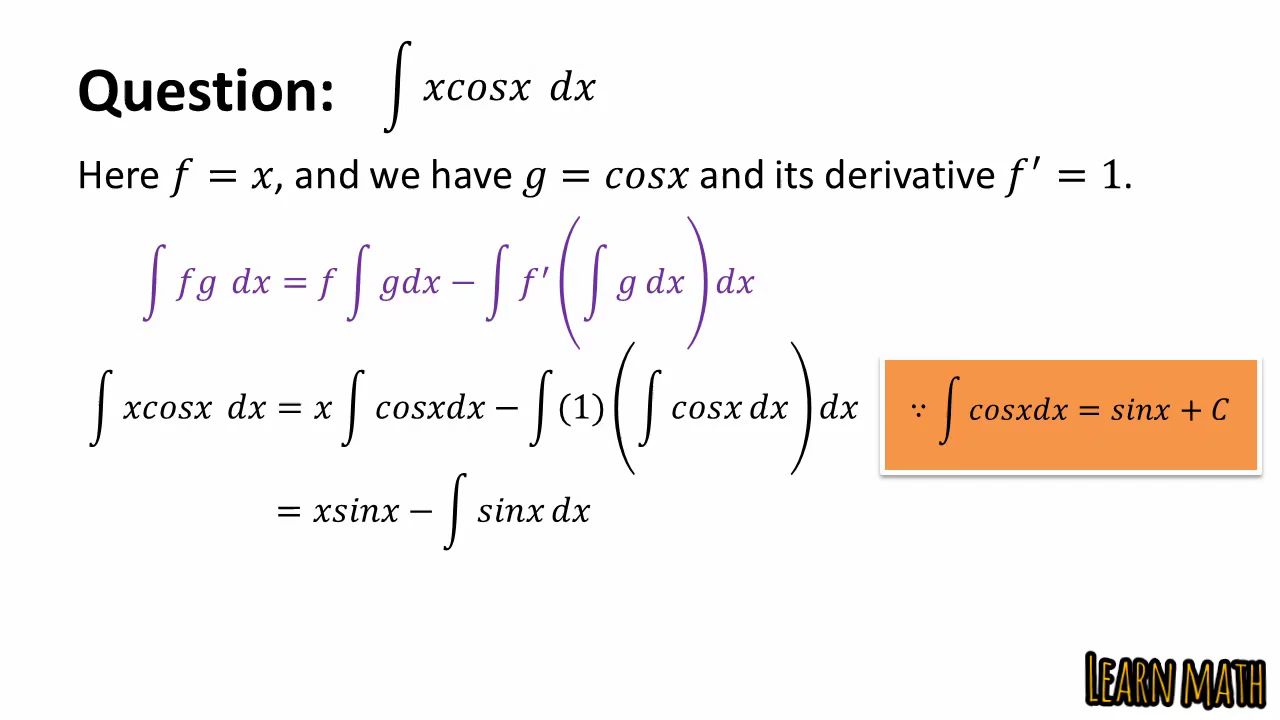 Question: ∫ xcosx dx
Here f = x, and we have g = cosx and its derivative f′ = 1.
∫ fg dx = f ∫ gdx − ∫ f′ (∫ g dx) dx
∫ xcosx dx = x ∫ cosxdx − ∫ (1) (∫ cosx dx) dx
∵ ∫ cosxdx = sinx + C
= xsinx − ∫ sinx dx
LEARN MATH